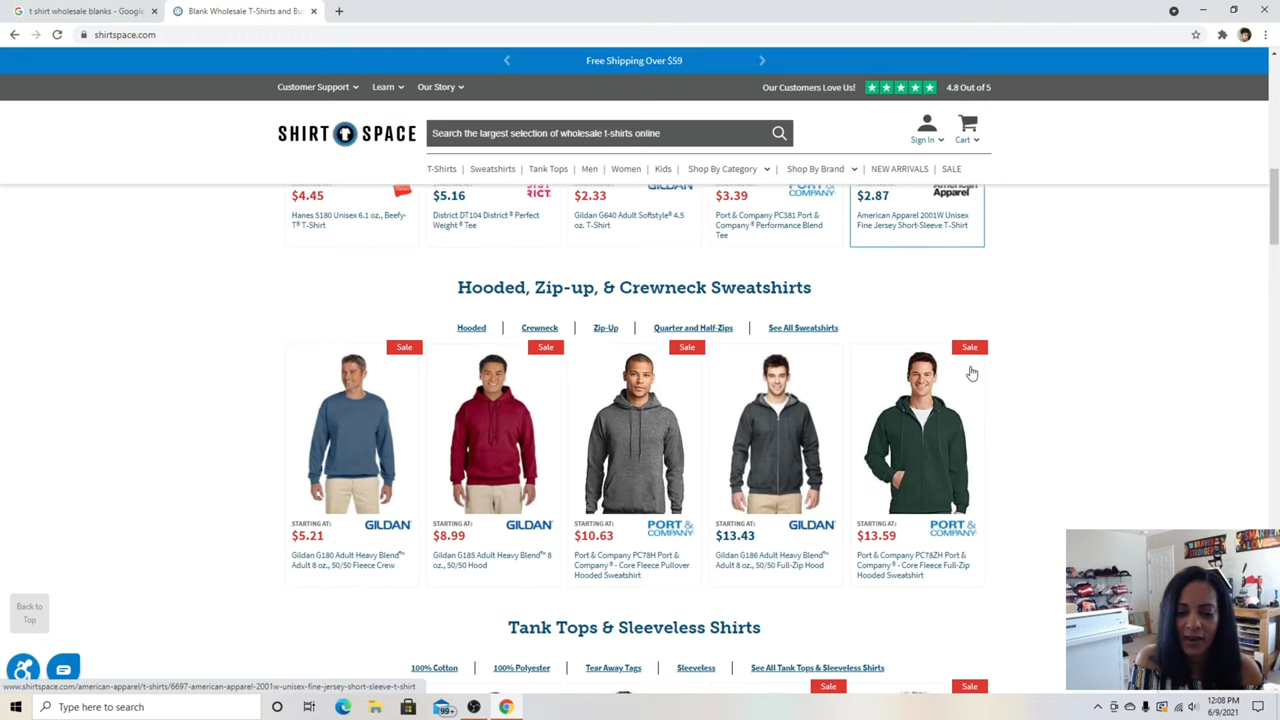 t shirt wholesale blanks - Google
Blank Wholesale T-Shirts and Bu
shirtspace.com
Free Shipping Over $59
Customer Support
Learn
Our Story
Our Customers Love Us!
4.8 Out of 5
SHIRT SPACE
Search the largest selection of wholesale t-shirts online
Sign In
Cart
T-Shirts
Sweatshirts
Tank Tops
Men
Women
Kids
Shop By Category
Shop By Brand
NEW ARRIVALS
SALE
$4.45
Hanes 5180 Unisex 6.1 oz., Beefy-
T® T-Shirt
$5.16
DIST
RICT
District DT104 District ® Perfect
Weight ® Tee
$2.33
GILDAN
Gildan G640 Adult Softstyle® 4.5
oz. T-Shirt
$3.39
PORT &
COMPANY
Port & Company PC381 Port &
Company ® Performance Blend
Tee
$2.87
American
Apparel
American Apparel 2001W Unisex
Fine Jersey Short-Sleeve T-Shirt
Hooded, Zip-up, & Crewneck Sweatshirts
Hooded
Crewneck
Zip-Up
Quarter and Half-Zips
See All Sweatshirts
Sale
Sale
Sale
Sale
STARTING AT:
$5.21
GILDAN
Gildan G180 Adult Heavy Blend™
Adult 8 oz., 50/50 Fleece Crew
STARTING AT:
$8.99
GILDAN
Gildan G185 Adult Heavy Blend™ 8
oz., 50/50 Hood
STARTING AT:
$10.63
PORT &
COMPANY
Port & Company PC78H Port &
Company ® - Core Fleece Pullover
Hooded Sweatshirt
STARTING AT:
$13.43
GILDAN
Gildan G186 Adult Heavy Blend™
Adult 8 oz., 50/50 Full-Zip Hood
STARTING AT:
$13.59
PORT &
COMPANY
Port & Company PC78ZH Port &
Company ® - Core Fleece Full-Zip
Hooded Sweatshirt
Back to
Top
Tank Tops & Sleeveless Shirts
100% Cotton
100% Polyester
Tear Away Tags
Sleeveless
See All Tank Tops & Sleeveless Shirts
Sale
Sale
www.shirtspace.com/american-apparel/t-shirts/6697-american-apparel-2001w-unisex-fine-jersey-short-sleeve-t-shirt
Type here to search
99+
12:08 PM
6/9/2021